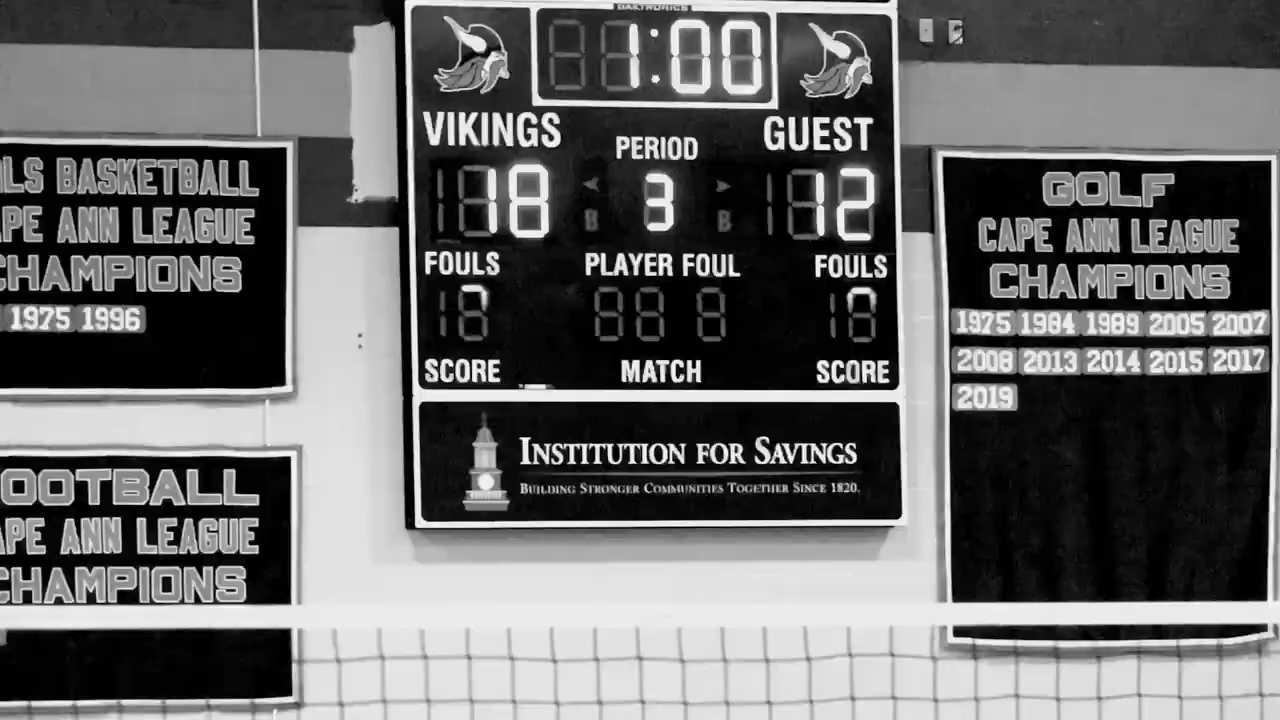 DAKTRONICS
1:00
VIKINGS
PERIOD
GUEST
18
3
12
FOULS
PLAYER FOUL
FOULS
SCORE
MATCH
SCORE
INSTITUTION FOR SAVINGS
BUILDING STRONGER COMMUNITIES TOGETHER SINCE 1820.
LS BASKETBALL
PE ANN LEAGUE
CHAMPIONS
1975 1996
OOTBALL
APE ANN LEAGUE
CHAMPIONS
GOLF
CAPE ANN LEAGUE
CHAMPIONS
1975 1984 1989 2005 2007
2008 2013 2014 2015 2017
2019